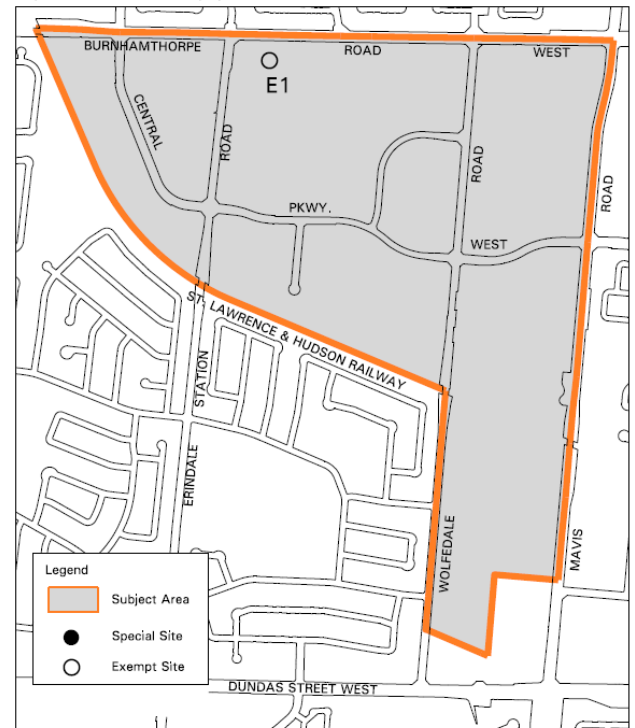 BURNHAMTHORPE ROAD WEST
E1
CENTRAL
ROAD
ROAD
ROAD
PKWY.
WEST
ST. LAWRENCE & HUDSON RAILWAY
STATION
ERINDALE
WOLFEDALE
MAVIS
Legend
Subject Area
Special Site
Exempt Site
DUNDAS STREET WEST